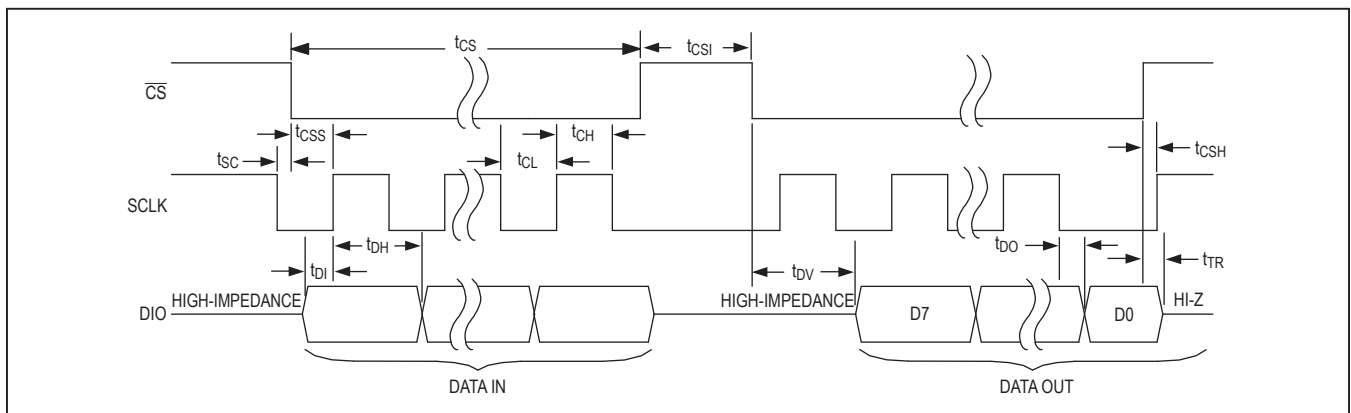 tCS
tCSI
CS
tCSS
tCH
tSC
tCL
tCSH
SCLK
tDH
tDO
tDI
tDV
tTR
HIGH-IMPEDANCE
HIGH-IMPEDANCE
HI-Z
DIO
D7
D0
DATA IN
DATA OUT